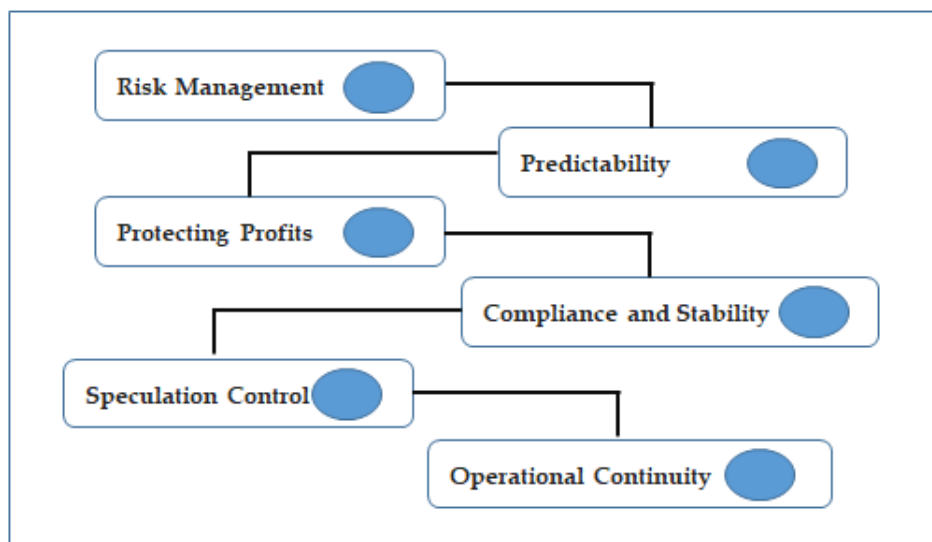 Risk Management
Predictability
Protecting Profits
Compliance and Stability
Speculation Control
Operational Continuity